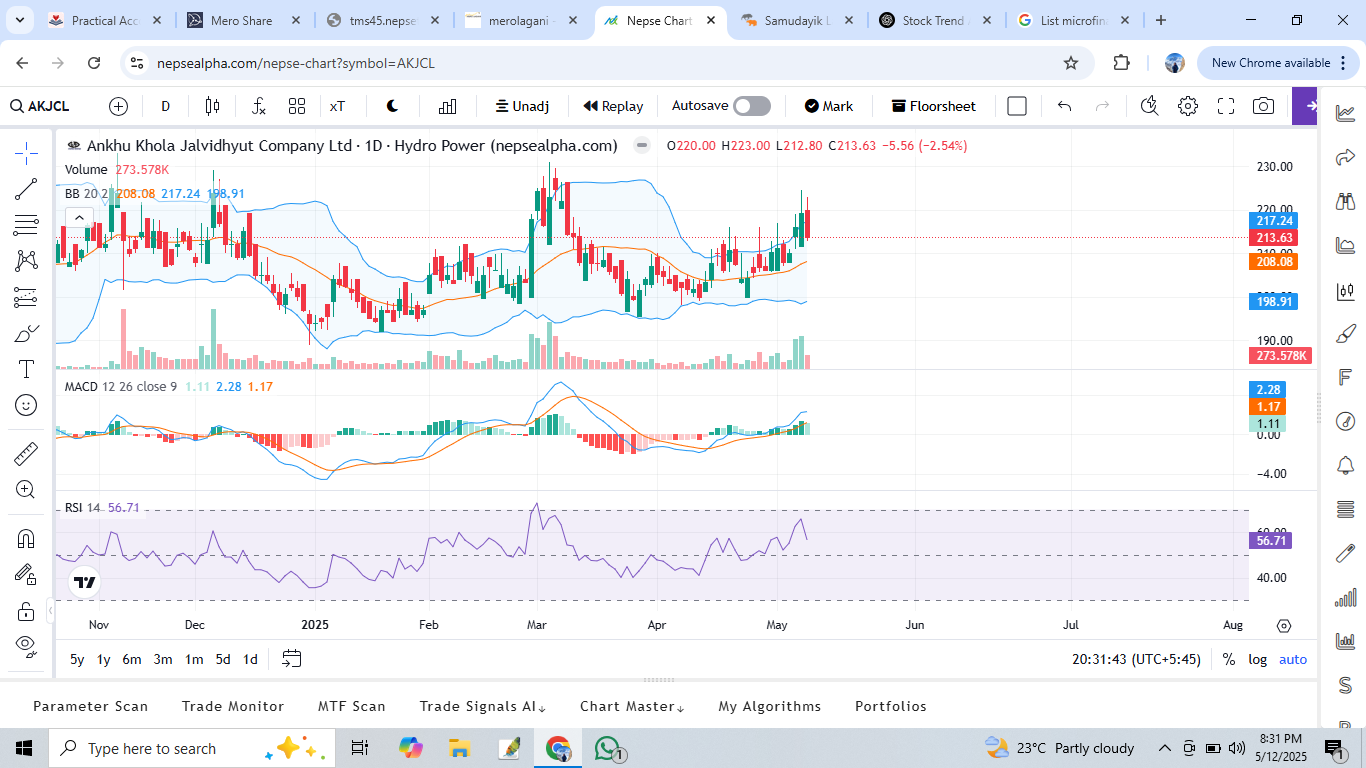 Practical Acc
Mero Share
tms45.nepse
merolagani -
Nepse Chart
Samudayik L
Stock Trend
List microfin
nepsealpha.com/nepse-chart?symbol=AKJCL
New Chrome available
AKJCL
D
xT
Unadj
Replay
Autosave
Mark
Floorsheet
Ankhu Khola Jalvidhyut Company Ltd · 1D · Hydro Power (nepsealpha.com)
O220.00 H223.00 L212.80 C213.63 −5.56 (−2.54%)
Volume 273.578K
BB 20 2 208.08 217.24 198.91
230.00
220.00
217.24
213.63
208.08
198.91
190.00
273.578K
MACD 12 26 close 9 1.11 2.28 1.17
2.28
1.17
1.11
0.00
−4.00
RSI 14 56.71
56.71
40.00
Nov Dec 2025 Feb Mar Apr May Jun Jul Aug
5y 1y 6m 3m 1m 5d 1d
20:31:43 (UTC+5:45) % log auto
Parameter Scan Trade Monitor MTF Scan Trade Signals AI↓ Chart Master↓ My Algorithms Portfolios
Type here to search
1
23°C Partly cloudy
8:31 PM
5/12/2025
1
F
S